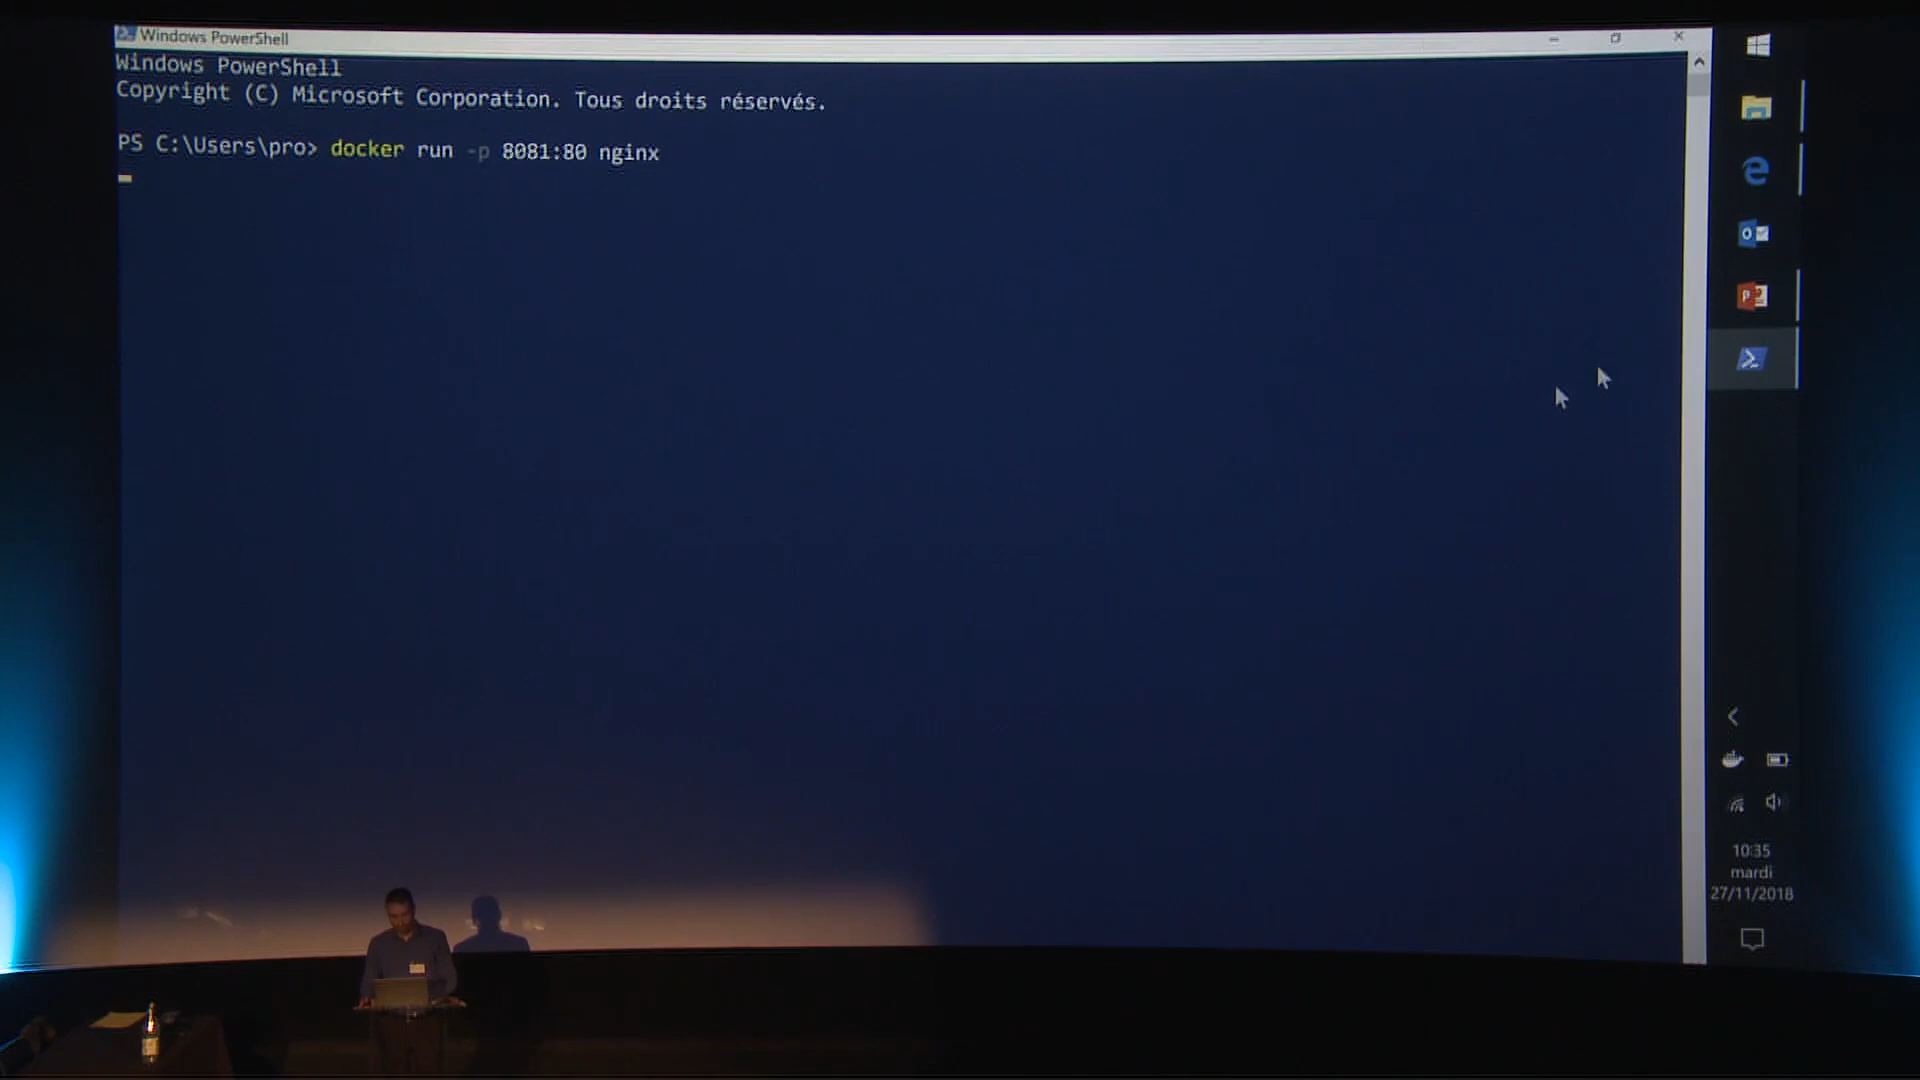 Windows PowerShell
Windows PowerShell
Copyright (C) Microsoft Corporation. Tous droits réservés.
PS C:\Users\pro> docker run -p 8081:80 nginx
10:35
mardi
27/11/2018